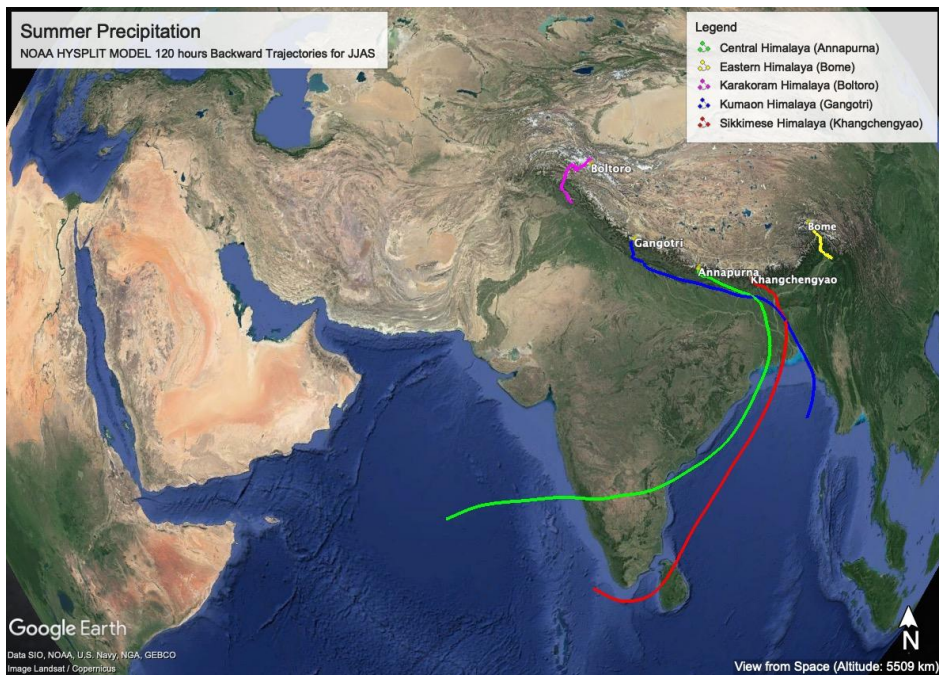 Summer Precipitation
NOAA HYSPLIT MODEL 120 hours Backward Trajectories for JJAS
Legend
Central Himalaya (Annapurna)
Eastern Himalaya (Bome)
Karakoram Himalaya (Boltoro)
Kumaon Himalaya (Gangotri)
Sikkimese Himalaya (Khangchengyao)
Boltoro
Bome
Gangotri
Annapurna
Khangchengyao
Google Earth
Data SIO, NOAA, U.S. Navy, NGA, GEBCO
Image Landsat / Copernicus
N
View from Space (Altitude: 5509 km)